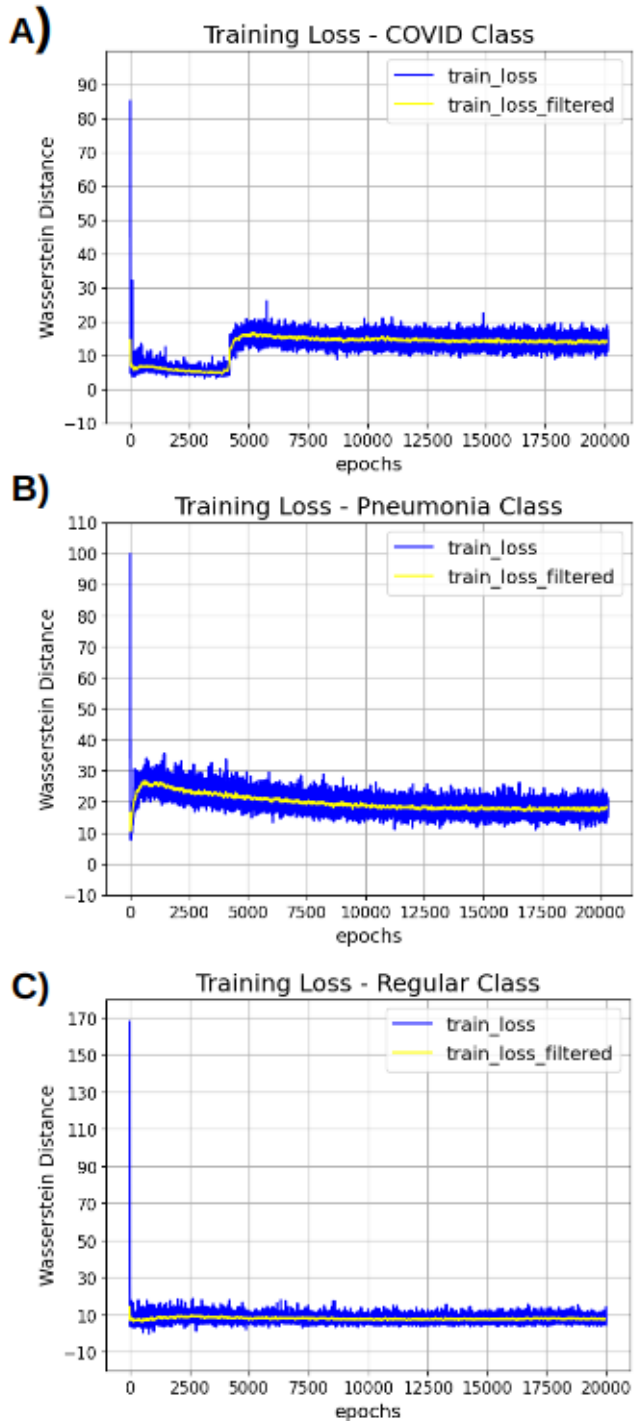 A)
Training Loss - COVID Class
train_loss
train_loss_filtered
Wasserstein Distance
90
80
70
60
50
40
30
20
10
0
−10
0 2500 5000 7500 10000 12500 15000 17500 20000
epochs
B)
Training Loss - Pneumonia Class
train_loss
train_loss_filtered
Wasserstein Distance
110
100
90
80
70
60
50
40
30
20
10
0
−10
0 2500 5000 7500 10000 12500 15000 17500 20000
epochs
C)
Training Loss - Regular Class
train_loss
train_loss_filtered
Wasserstein Distance
170
150
130
110
90
70
50
30
10
−10
0 2500 5000 7500 10000 12500 15000 17500 20000
epochs